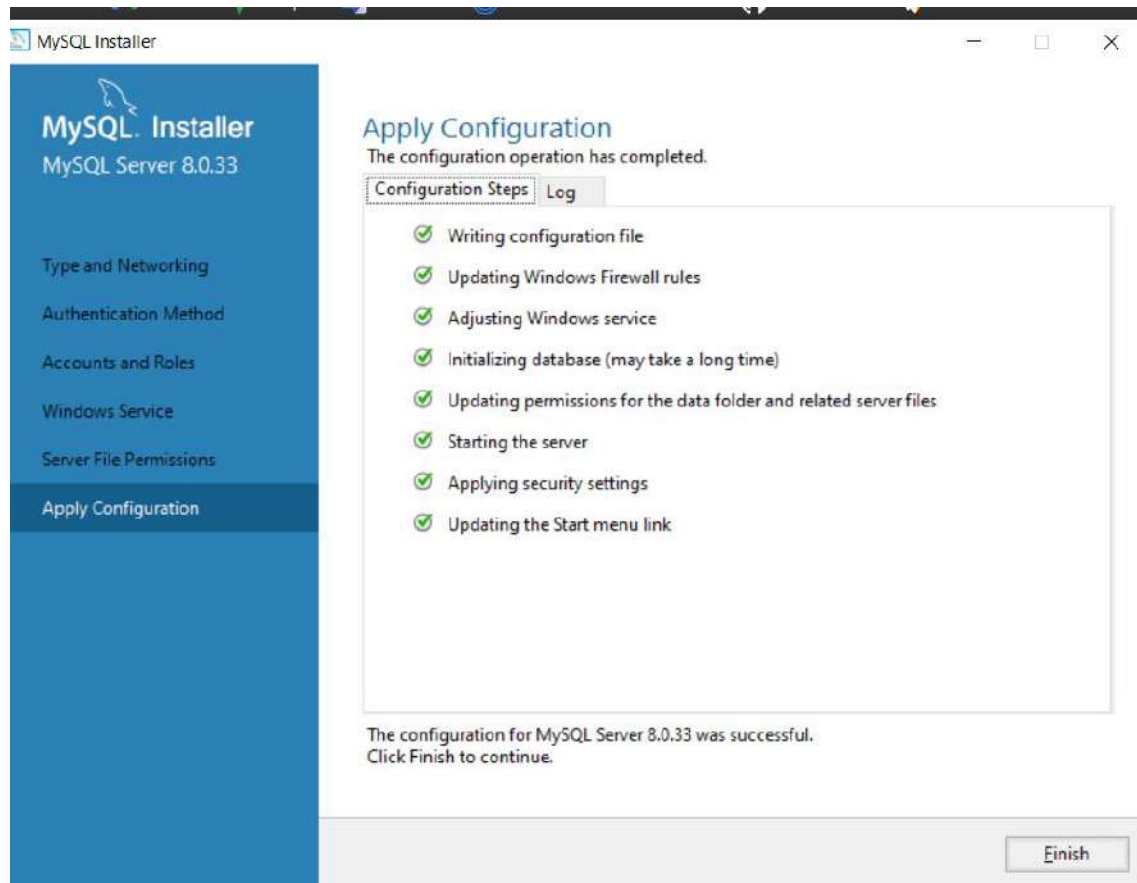 MySQL Installer
MySQL. Installer
MySQL Server 8.0.33
Type and Networking
Authentication Method
Accounts and Roles
Windows Service
Server File Permissions
Apply Configuration
Apply Configuration
The configuration operation has completed.
Configuration Steps Log
Writing configuration file
Updating Windows Firewall rules
Adjusting Windows service
Initializing database (may take a long time)
Updating permissions for the data folder and related server files
Starting the server
Applying security settings
Updating the Start menu link
The configuration for MySQL Server 8.0.33 was successful.
Click Finish to continue.
Finish